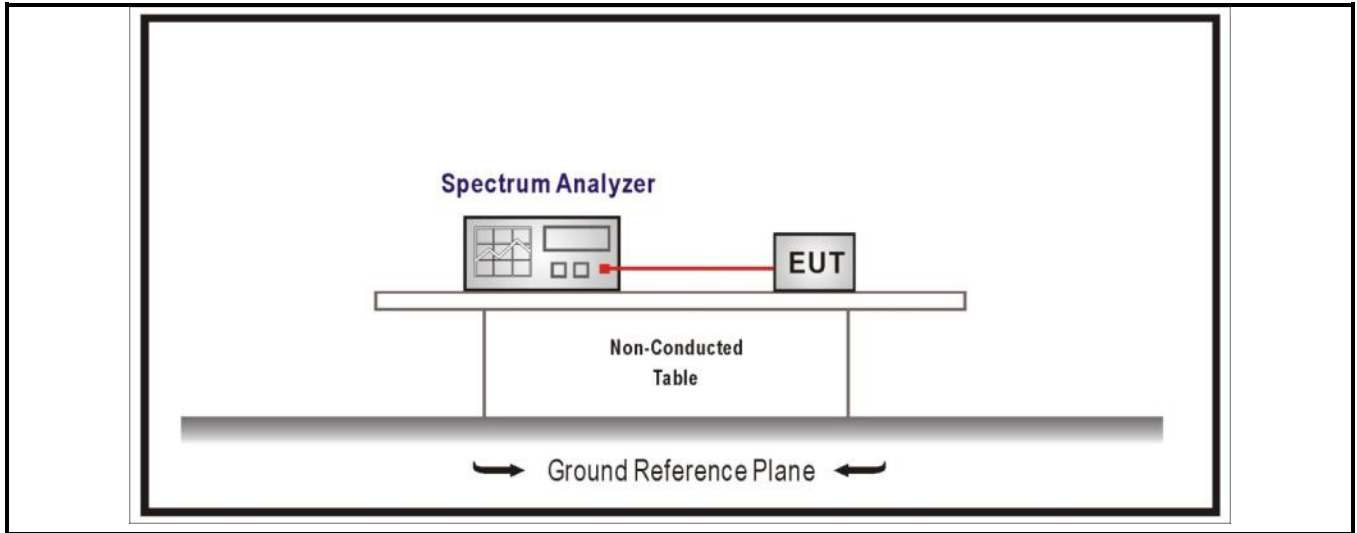 Spectrum Analyzer
EUT
Non-Conducted
Table
Ground Reference Plane